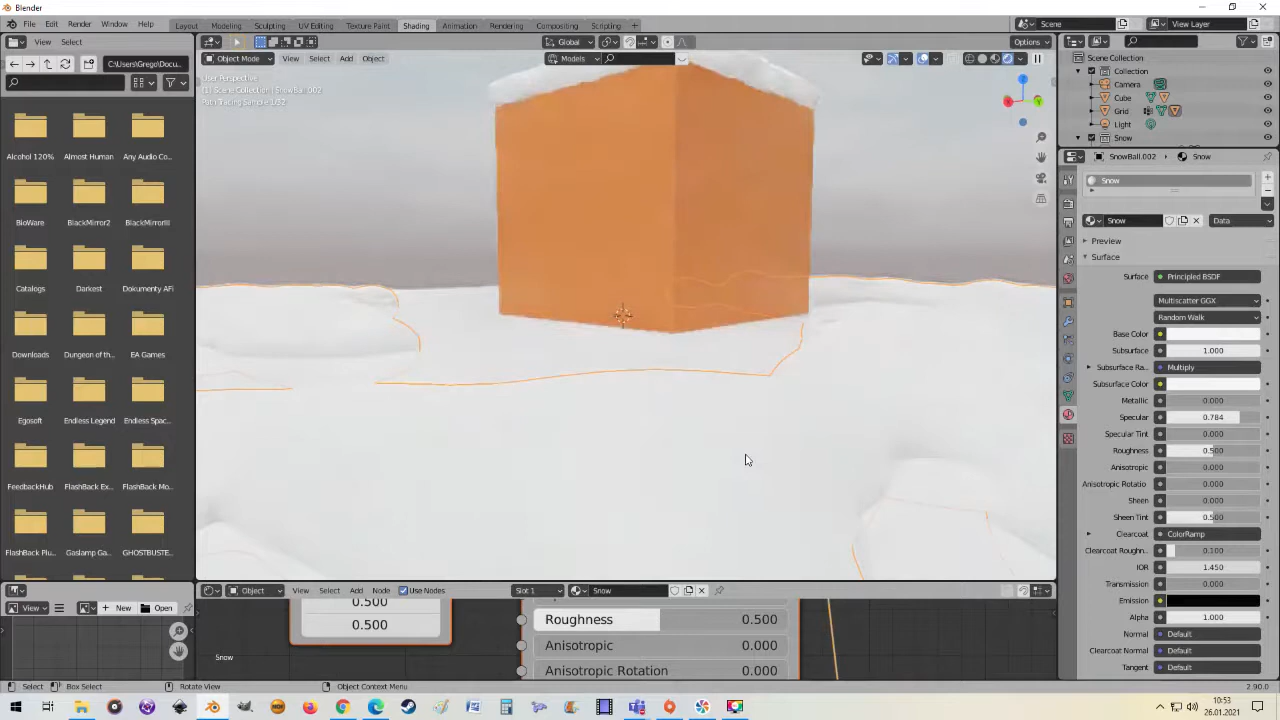 Blender
File Edit Render Window Help
Layout Modeling Sculpting UV Editing Texture Paint Shading Animation Rendering Compositing Scripting +
Scene
View Layer
View Select
Global
Options
C:\Users\Grego\Docu...
Object Mode View Select Add Object
Models
User Perspective
(1) Scene Collection | SnowBall.002
Path Tracing Sample 1/32
Scene Collection
Collection
Camera
Cube
Grid
Light
Snow
Alcohol 120% Almost Human Any Audio Co...
BioWare BlackMirror2 BlackMirrorIII
Catalogs Darkest Dokumenty AFi
Downloads Dungeon of th... EA Games
Egosoft Endless Legend Endless Spac...
FeedbackHub FlashBack Ex... FlashBack Mo...
FlashBack Plu... Gaslamp Ga... GHOSTBUSTE...
SnowBall.002 Snow
Snow
Snow Data
Preview
Surface
Surface Principled BSDF
Multiscatter GGX
Random Walk
Base Color
Subsurface 1.000
Subsurface Ra... Multiply
Subsurface Color
Metallic 0.000
Specular 0.784
Specular Tint 0.000
Roughness 0.500
Anisotropic 0.000
Anisotropic Rotatio 0.000
Sheen 0.000
Sheen Tint 0.500
Clearcoat ColorRamp
Clearcoat Roughn... 0.100
IOR 1.450
Transmission 0.000
Emission
Alpha 1.000
Normal Default
Clearcoat Normal Default
Tangent Default
View New Open
Object View Select Add Node Use Nodes Slot 1 Snow
0.500
0.500
Roughness 0.500
Anisotropic 0.000
Anisotropic Rotation 0.000
Snow
Select Box Select Rotate View Object Context Menu 2.90.0
10:53
26.01.2021